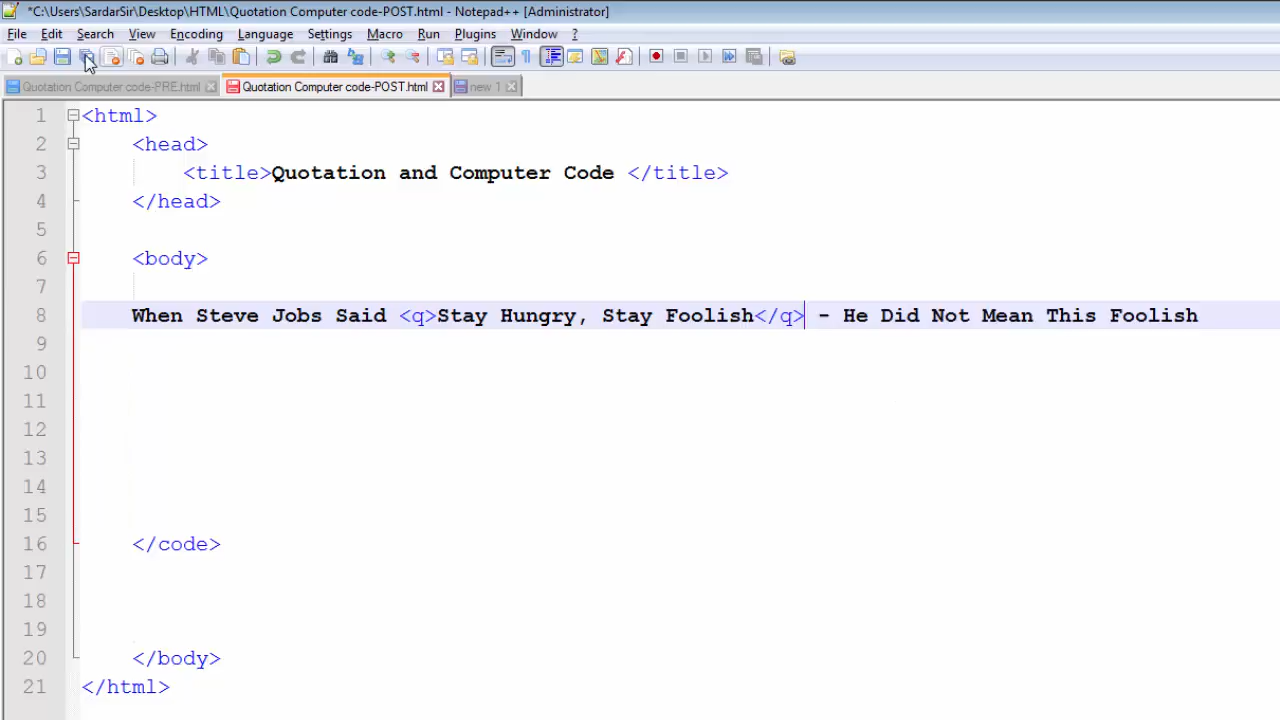 *C:\Users\SardarSir\Desktop\HTML\Quotation Computer code-POST.html - Notepad++ [Administrator]
File Edit Search View Encoding Language Settings Macro Run Plugins Window ?
Quotation Computer code-PRE.html Quotation Computer code-POST.html new 1
1 <html>
2 <head>
3 <title>Quotation and Computer Code </title>
4 </head>
5
6 <body>
7
8 When Steve Jobs Said <q>Stay Hungry, Stay Foolish</q> - He Did Not Mean This Foolish
9
10
11
12
13
14
15
16 </code>
17
18
19
20 </body>
21 </html>